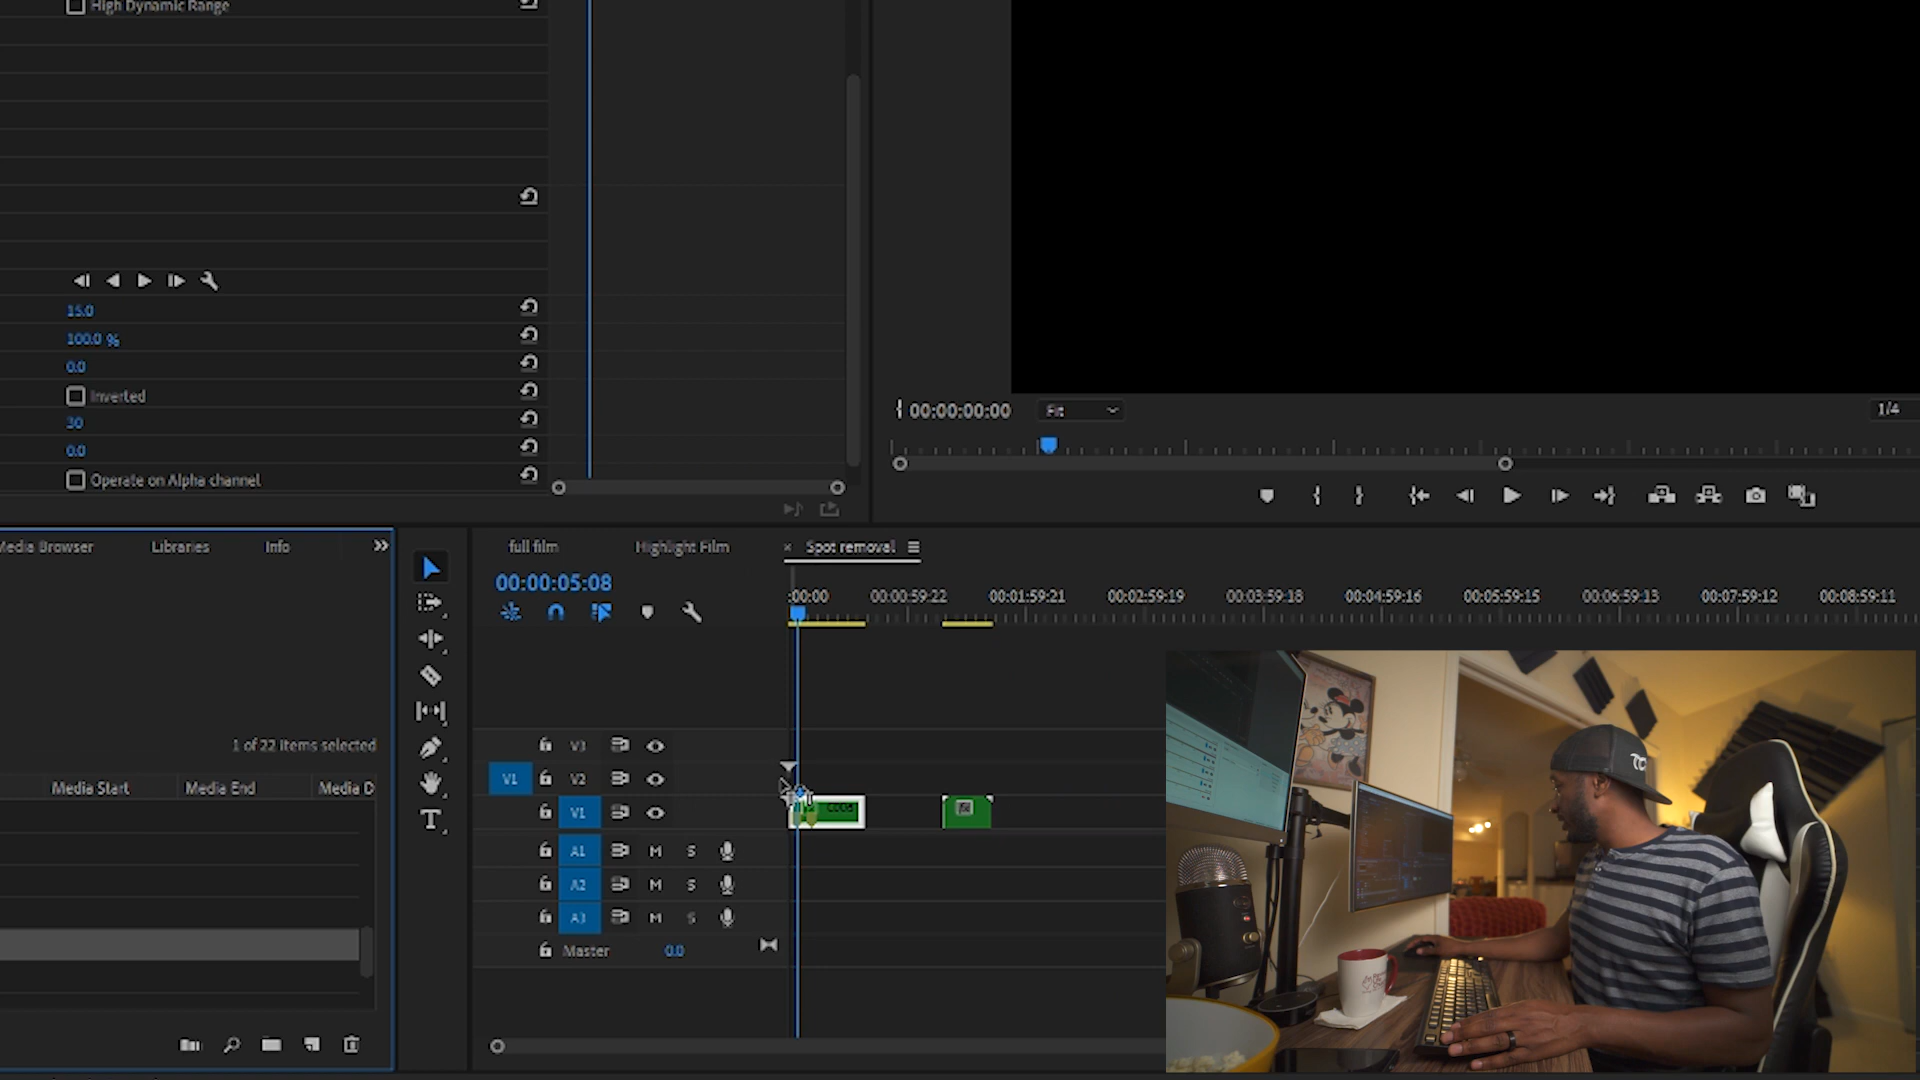 High Dynamic Range
15.0
100.0 %
0.0
Inverted
30
0.0
Operate on Alpha channel
00:00:00:00
Fit
1/4
Media Browser
Libraries
Info
full film
Highlight Film
× Spot removal
00:00:05:08
:00:00
00:00:59:22
00:01:59:21
00:02:59:19
00:03:59:18
00:04:59:16
00:05:59:15
00:06:59:13
00:07:59:12
00:08:59:11
1 of 22 items selected
Media Start
Media End
Media D
V3
V1
V2
V1
A1
M
S
A2
M
S
A3
M
S
Master
0.0
TC